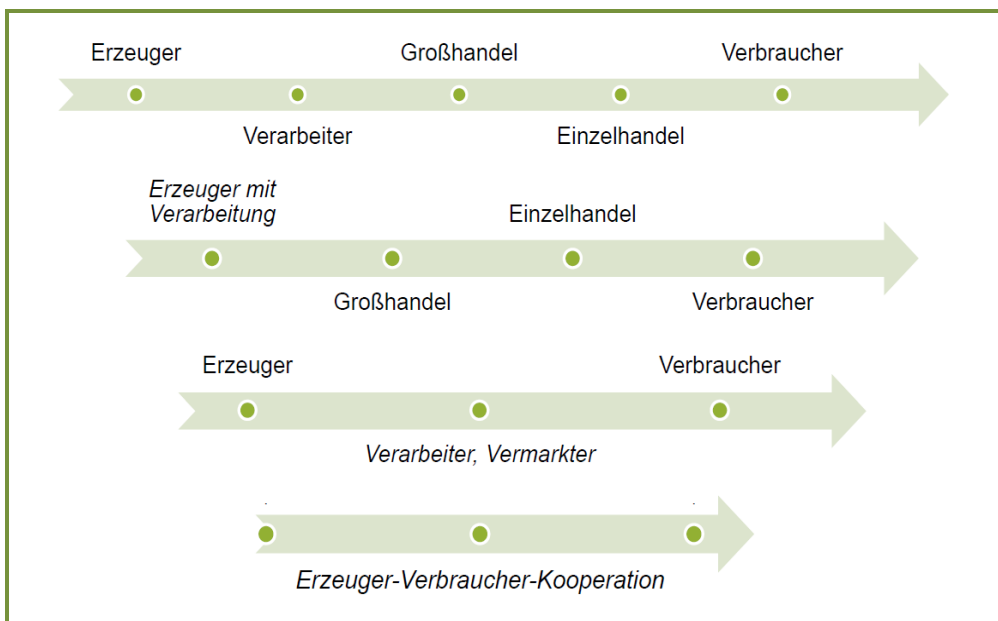 Erzeuger
Großhandel
Verbraucher
Verarbeiter
Einzelhandel
Erzeuger mit
Verarbeitung
Einzelhandel
Großhandel
Verbraucher
Erzeuger
Verbraucher
Verarbeiter, Vermarkter
Erzeuger-Verbraucher-Kooperation